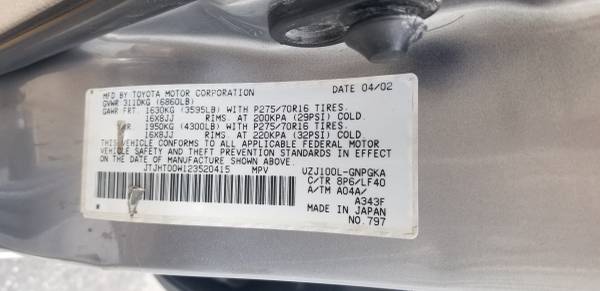 MFD BY TOYOTA MOTOR CORPORATION DATE 04/02
GVWR 3110KG (6860LB)
GAWR FRT. 1630KG (3595LB) WITH P275/70R16 TIRES.
16X8JJ RIMS AT 200KPA (29PSI) COLD.
RR. 1950KG (4300LB) WITH P275/70R16 TIRES.
16X8JJ RIMS AT 220KPA (32PSI) COLD.
THIS VEHICLE CONFORMS TO ALL APPLICABLE FEDERAL MOTOR
VEHICLE SAFETY AND THEFT PREVENTION STANDARDS IN EFFECT
ON THE DATE OF MANUFACTURE SHOWN ABOVE.
JTJHT00W123520415 MPV UZJ100L-GNPGKA
C/TR 8P6/LF40
A/TM A04A/
A343F
MADE IN JAPAN
NO.797